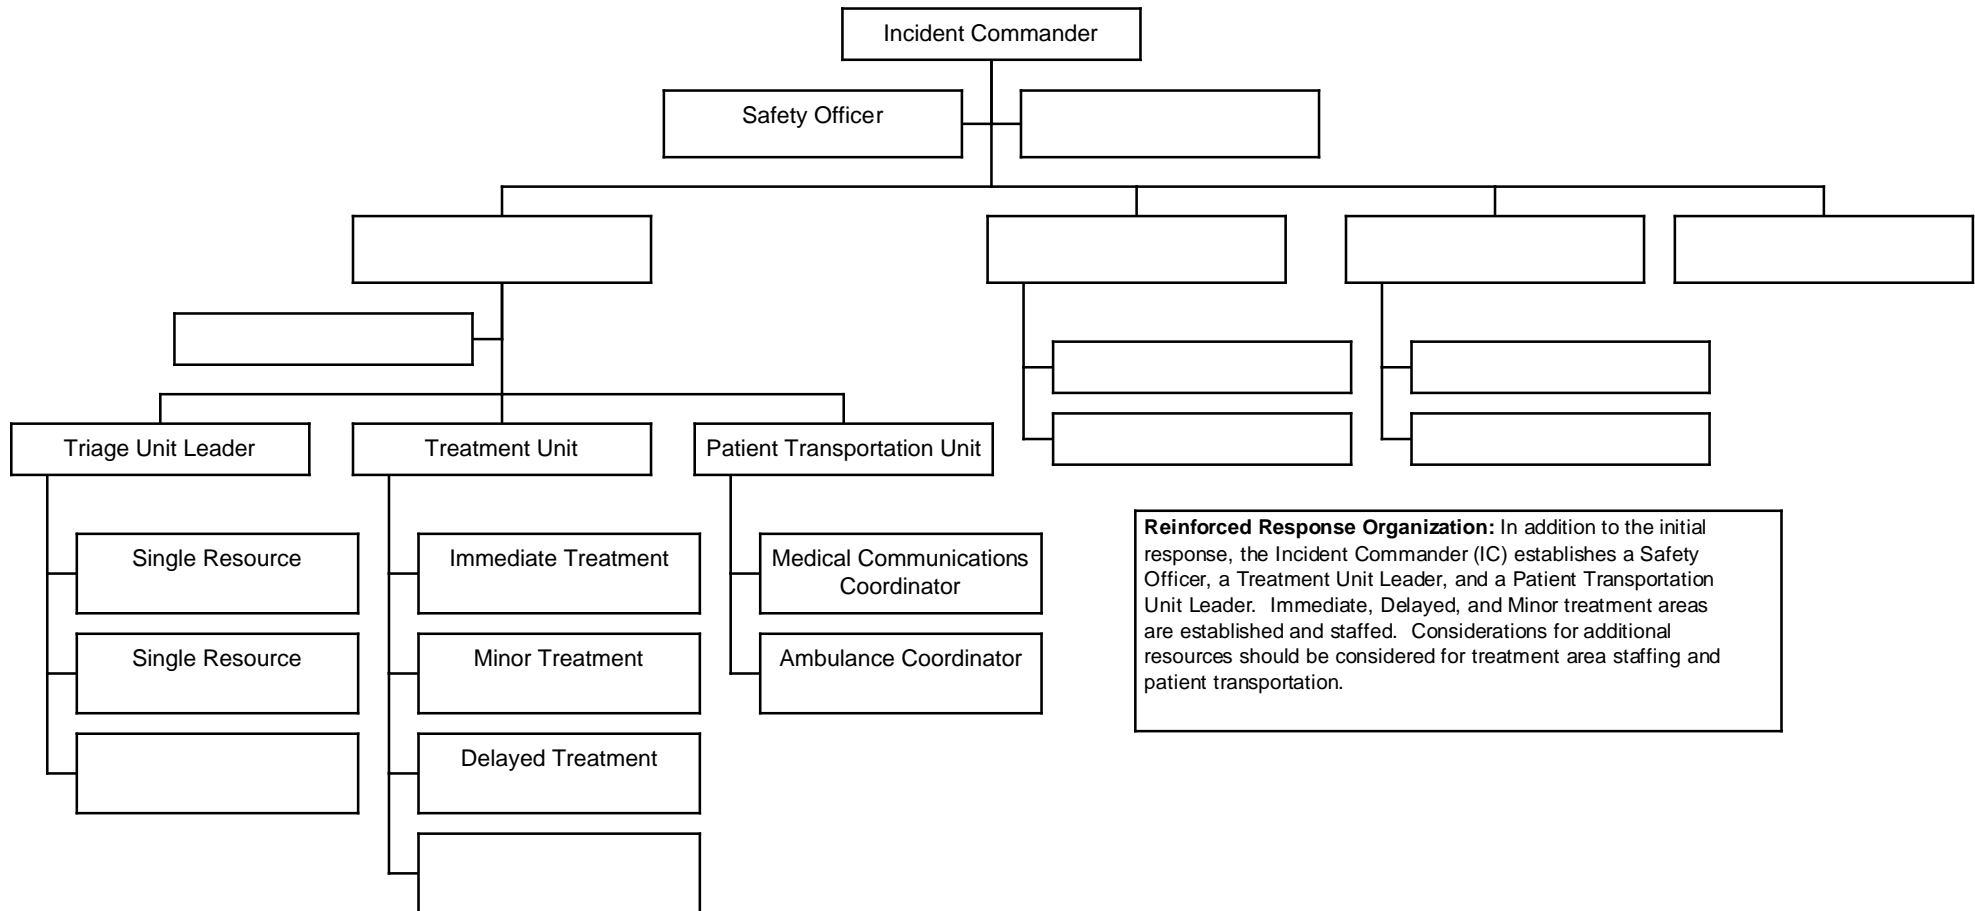 Incident Commander
Safety Officer
Triage Unit Leader
Treatment Unit
Patient Transportation Unit
Single Resource
Immediate Treatment
Medical Communications
Coordinator
Single Resource
Minor Treatment
Ambulance Coordinator
Delayed Treatment
Reinforced Response Organization: In addition to the initial
response, the Incident Commander (IC) establishes a Safety
Officer, a Treatment Unit Leader, and a Patient Transportation
Unit Leader. Immediate, Delayed, and Minor treatment areas
are established and staffed. Considerations for additional
resources should be considered for treatment area staffing and
patient transportation.